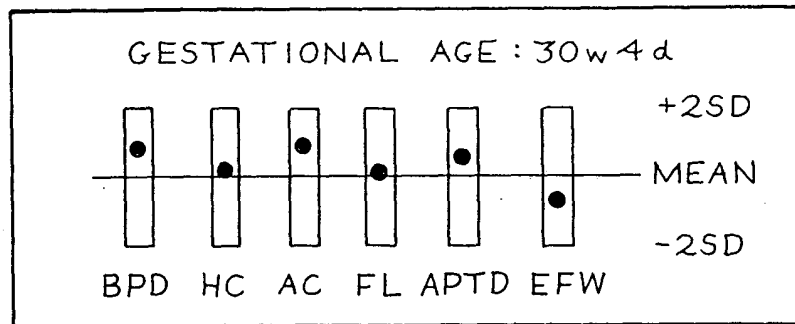 GESTATIONAL AGE : 30w4d
+2SD
MEAN
-2SD
BPD HC AC FL APTD EFW